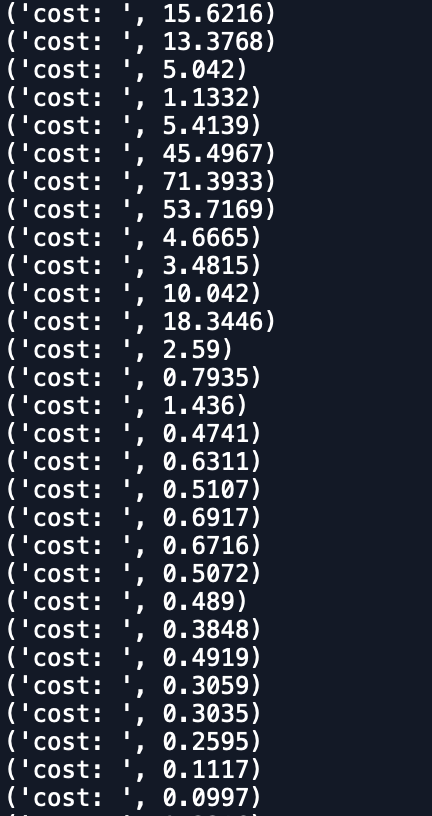 ('cost: ', 15.6216)
('cost: ', 13.3768)
('cost: ', 5.042)
('cost: ', 1.1332)
('cost: ', 5.4139)
('cost: ', 45.4967)
('cost: ', 71.3933)
('cost: ', 53.7169)
('cost: ', 4.6665)
('cost: ', 3.4815)
('cost: ', 10.042)
('cost: ', 18.3446)
('cost: ', 2.59)
('cost: ', 0.7935)
('cost: ', 1.436)
('cost: ', 0.4741)
('cost: ', 0.6311)
('cost: ', 0.5107)
('cost: ', 0.6917)
('cost: ', 0.6716)
('cost: ', 0.5072)
('cost: ', 0.489)
('cost: ', 0.3848)
('cost: ', 0.4919)
('cost: ', 0.3059)
('cost: ', 0.3035)
('cost: ', 0.2595)
('cost: ', 0.1117)
('cost: ', 0.0997)